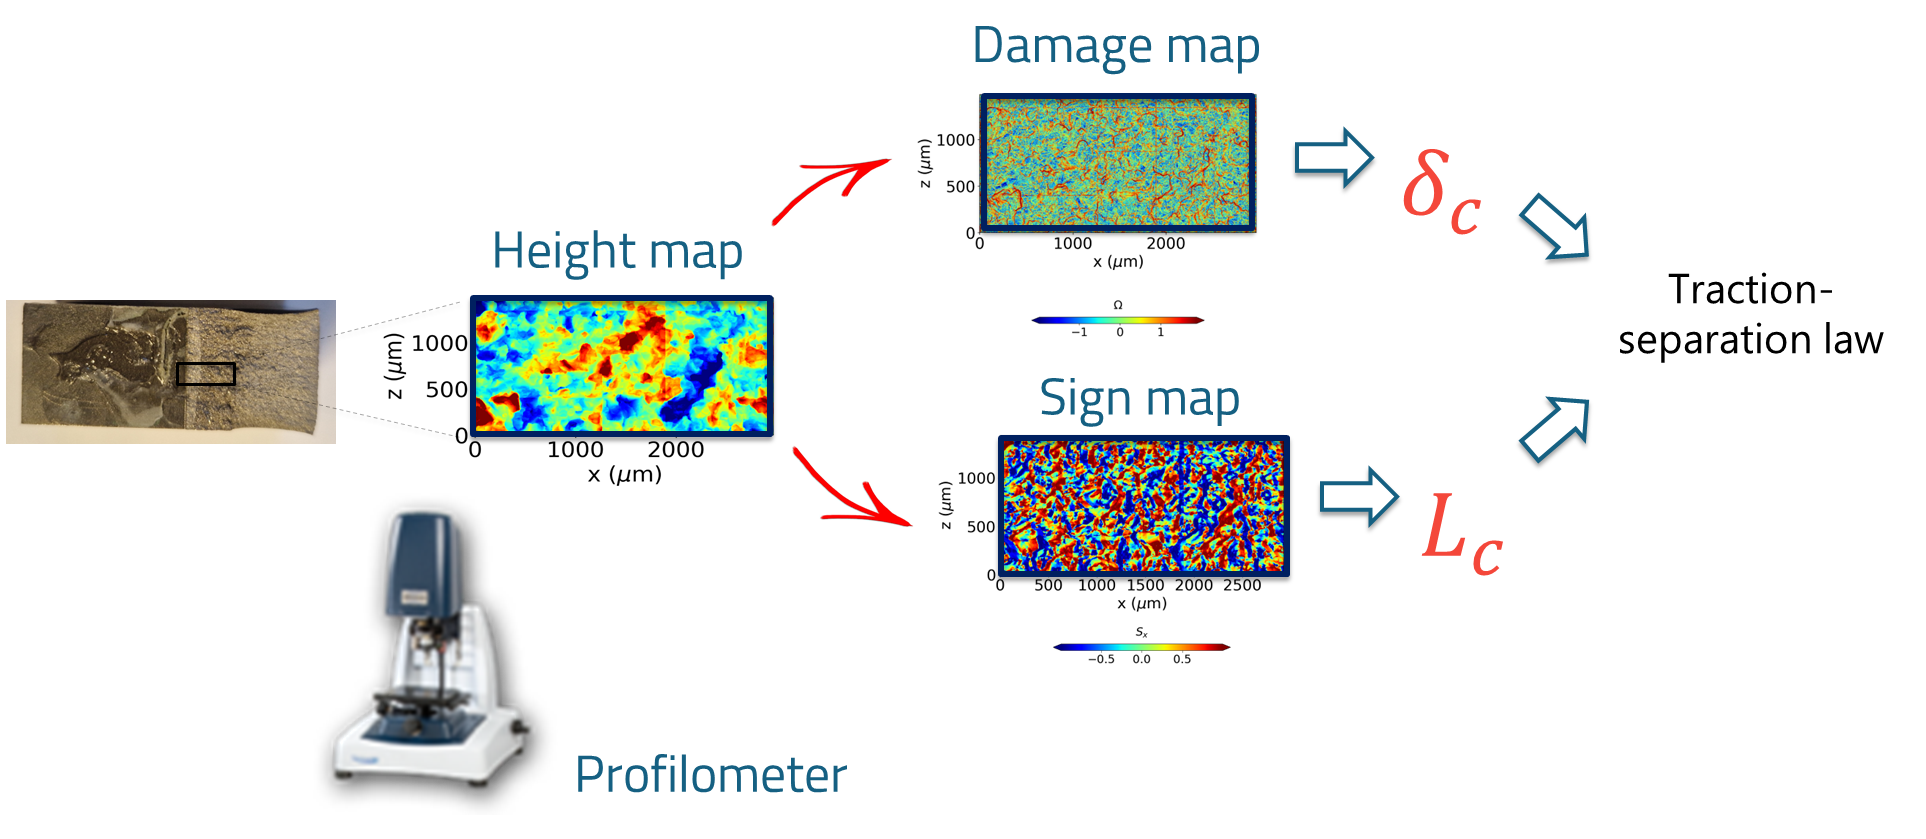 Damage map
z (μm)
1000
500
0
0 1000 2000
x (μm)
Ω
−1 0 1
δc
Height map
z (μm)
1000
500
0
0 1000 2000
x (μm)
Traction-
separation law
Sign map
z (μm)
1000
500
0
0 500 1000 1500 2000 2500
x (μm)
Sx
−0.5 0.0 0.5
Lc
Profilometer